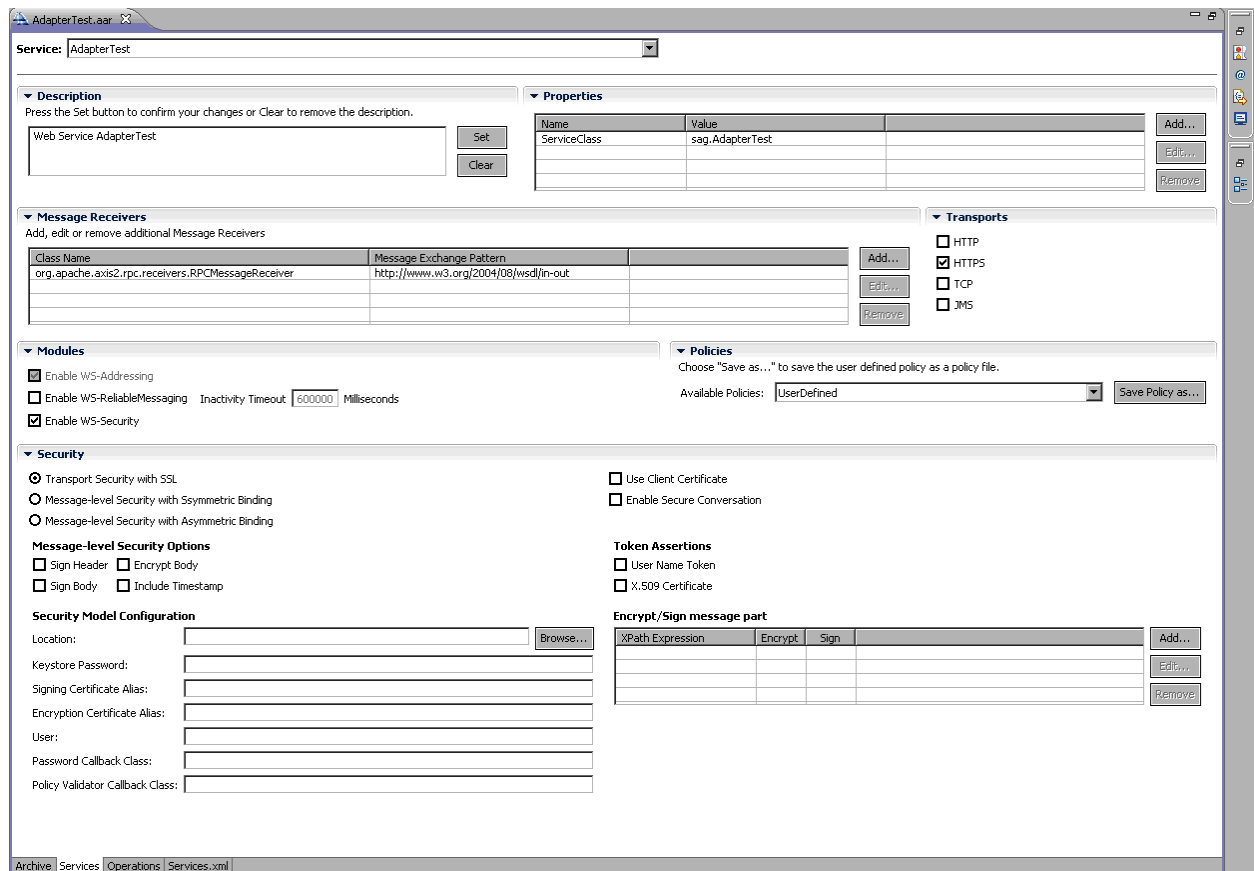 AdapterTest.aar
Service: AdapterTest
Description
Press the Set button to confirm your changes or Clear to remove the description.
Web Service AdapterTest
Set
Clear
Properties
Name Value
ServiceClass sag.AdapterTest
Add...
Edit...
Remove
Message Receivers
Add, edit or remove additional Message Receivers
Class Name Message Exchange Pattern
org.apache.axis2.rpc.receivers.RPCMessageReceiver http://www.w3.org/2004/08/wsdl/in-out
Add...
Edit...
Remove
Transports
HTTP
HTTPS
TCP
JMS
Modules
Enable WS-Addressing
Enable WS-ReliableMessaging Inactivity Timeout 600000 Milliseconds
Enable WS-Security
Policies
Choose "Save as..." to save the user defined policy as a policy file.
Available Policies: UserDefined Save Policy as...
Security
Transport Security with SSL
Message-level Security with Ssymmetric Binding
Message-level Security with Asymetric Binding
Use Client Certificate
Enable Secure Conversation
Message-level Security Options
Sign Header Encrypt Body
Sign Body Include Timestamp
Token Assertions
User Name Token
X.509 Certificate
Security Model Configuration
Location: Browse...
Keystore Password:
Signing Certificate Alias:
Encryption Certificate Alias:
User:
Password Callback Class:
Policy Validator Callback Class:
Encrypt/Sign message part
XPath Expression Encrypt Sign
Add...
Edit...
Remove
Archive Services Operations Services.xml